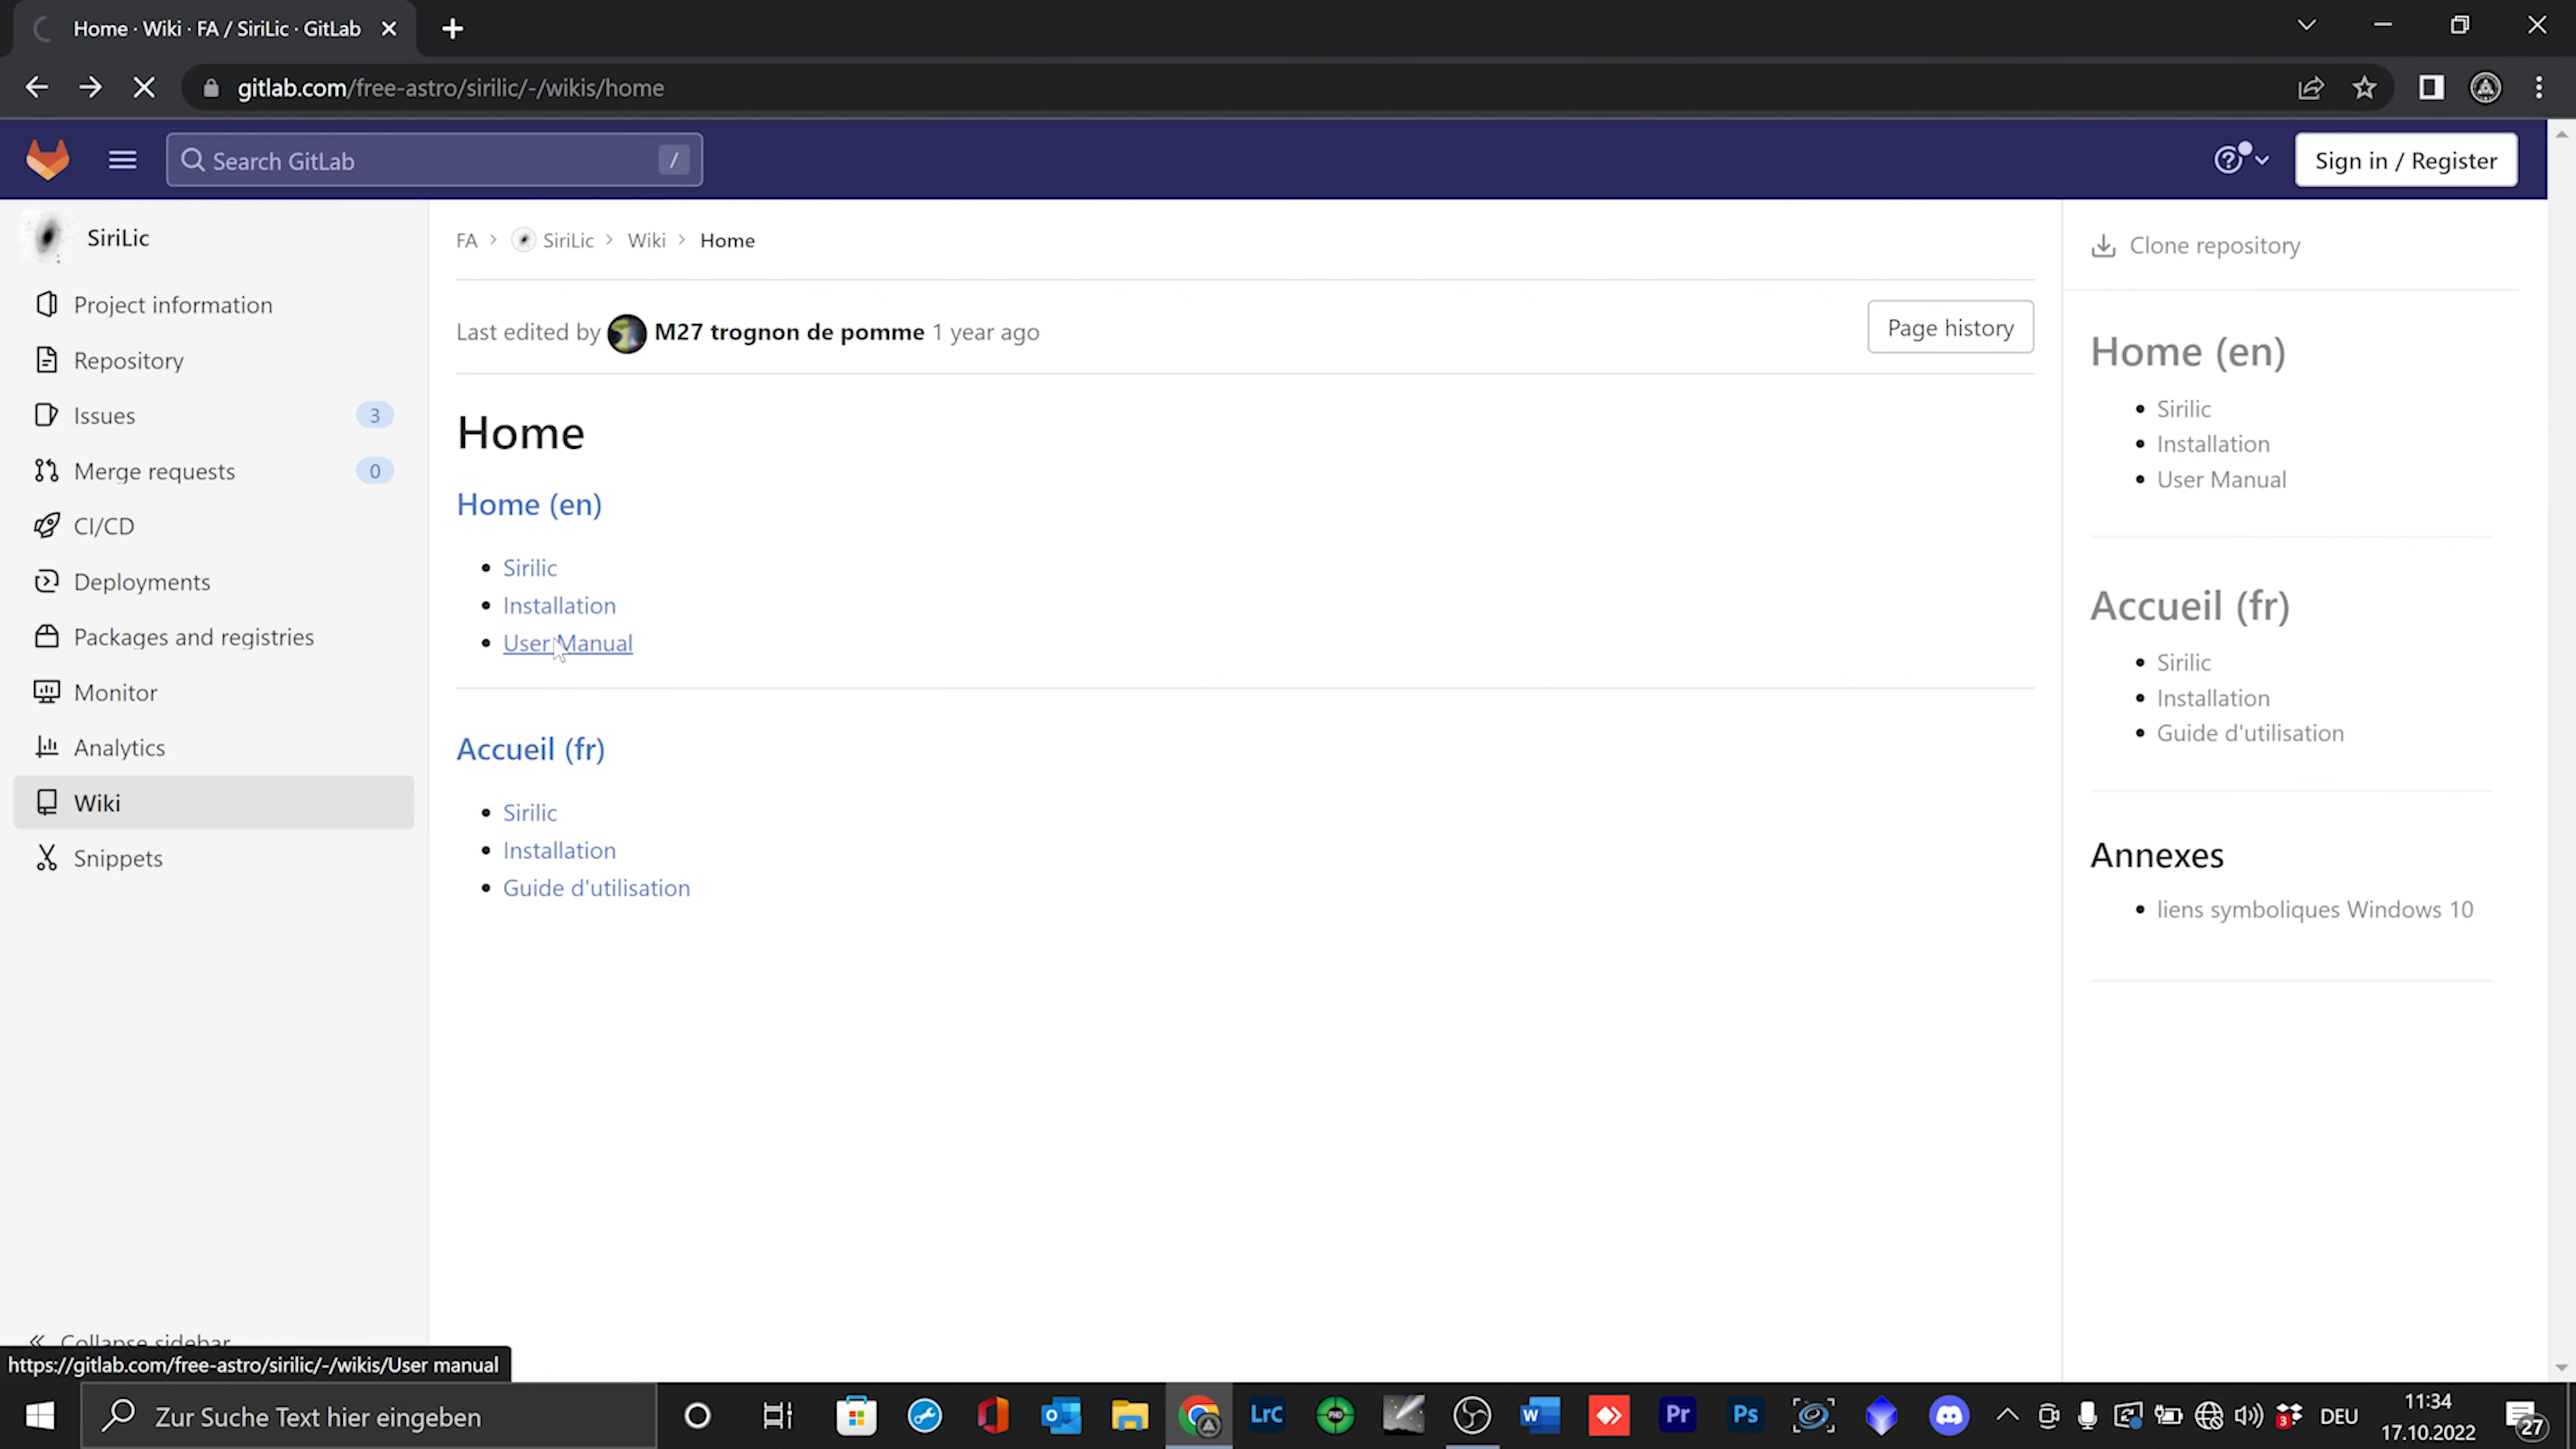 Home · Wiki · FA / SiriLic · GitLab
gitlab.com/free-astro/sirilic/-/wikis/home
Search GitLab
/
Sign in / Register
SiriLic
Project information
Repository
Issues
3
Merge requests
0
CI/CD
Deployments
Packages and registries
Monitor
Analytics
Wiki
Snippets
Collapse sidebar
FA > SiriLic > Wiki > Home
Last edited by M27 trognon de pomme 1 year ago
Page history
Home
Home (en)
Sirilic
Installation
User Manual
Accueil (fr)
Sirilic
Installation
Guide d'utilisation
Clone repository
Home (en)
Sirilic
Installation
User Manual
Accueil (fr)
Sirilic
Installation
Guide d'utilisation
Annexes
liens symboliques Windows 10
https://gitlab.com/free-astro/sirilic/-/wikis/User manual
Zur Suche Text hier eingeben
LrC
PHD
W
Pr
Ps
3
DEU
11:34
17.10.2022
27